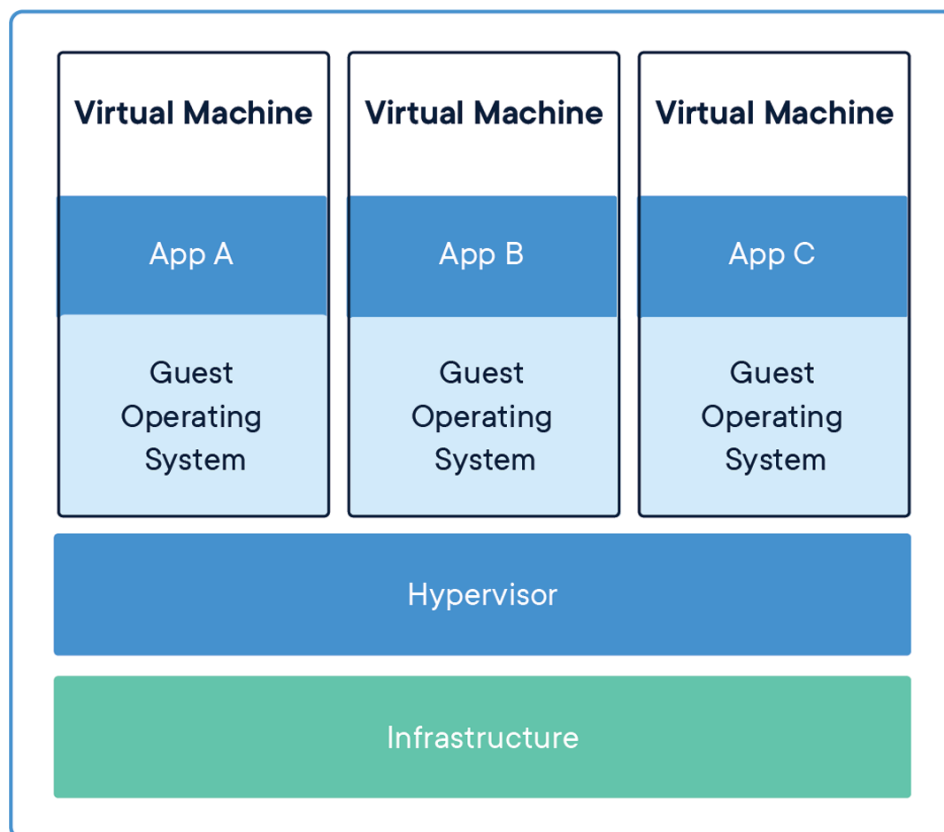 Virtual Machine
Virtual Machine
Virtual Machine
App A
App B
App C
Guest
Operating
System
Guest
Operating
System
Guest
Operating
System
Hypervisor
Infrastructure